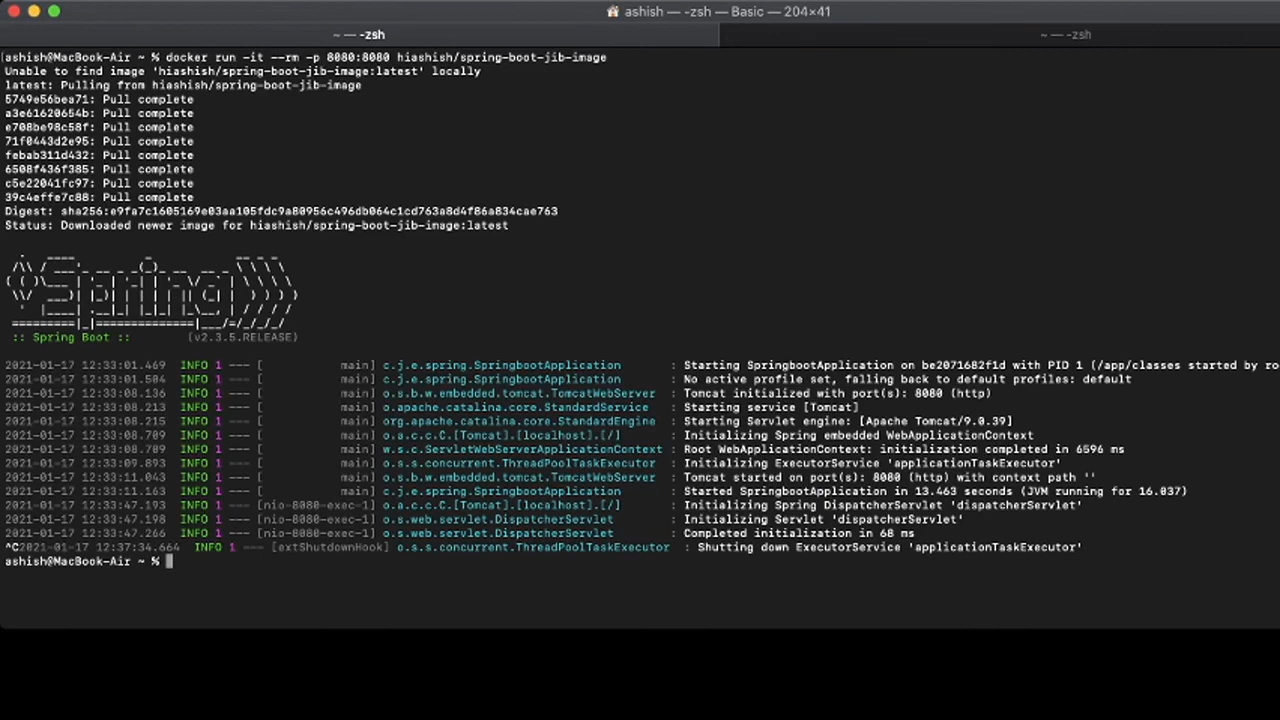 ashish — -zsh — Basic — 204×41
~ — -zsh
~ — -zsh
ashish@MacBook-Air ~ % docker run -it --rm -p 8080:8080 hiashish/spring-boot-jib-image
Unable to find image 'hiashish/spring-boot-jib-image:latest' locally
latest: Pulling from hiashish/spring-boot-jib-image
5749e56bea71: Pull complete
a3e61620654b: Pull complete
e708be98c58f: Pull complete
71f0443d2e95: Pull complete
febab311d432: Pull complete
6508f436f385: Pull complete
c5e22041fc97: Pull complete
39c4effe7c88: Pull complete
Digest: sha256:e9fa7c1605169e03aa105fdc9a80956c496db064c1cd763a8d4f86a834cae763
Status: Downloaded newer image for hiashish/spring-boot-jib-image:latest
Spring
:: Spring Boot :: (v2.3.5.RELEASE)
2021-01-17 12:33:01.469 INFO 1 --- [ main] c.j.e.spring.SpringbootApplication : Starting SpringbootApplication on be2071682f1d with PID 1 (/app/classes started by ro
2021-01-17 12:33:01.504 INFO 1 --- [ main] c.j.e.spring.SpringbootApplication : No active profile set, falling back to default profiles: default
2021-01-17 12:33:08.136 INFO 1 --- [ main] o.s.b.w.embedded.tomcat.TomcatWebServer : Tomcat initialized with port(s): 8080 (http)
2021-01-17 12:33:08.213 INFO 1 --- [ main] o.apache.catalina.core.StandardService : Starting service [Tomcat]
2021-01-17 12:33:08.215 INFO 1 --- [ main] org.apache.catalina.core.StandardEngine : Starting Servlet engine: [Apache Tomcat/9.0.39]
2021-01-17 12:33:08.789 INFO 1 --- [ main] o.a.c.c.C.[Tomcat].[localhost].[/] : Initializing Spring embedded WebApplicationContext
2021-01-17 12:33:08.789 INFO 1 --- [ main] w.s.c.ServletWebServerApplicationContext : Root WebApplicationContext: initialization completed in 6596 ms
2021-01-17 12:33:09.893 INFO 1 --- [ main] o.s.s.concurrent.ThreadPoolTaskExecutor : Initializing ExecutorService 'applicationTaskExecutor'
2021-01-17 12:33:11.043 INFO 1 --- [ main] o.s.b.w.embedded.tomcat.TomcatWebServer : Tomcat started on port(s): 8080 (http) with context path ''
2021-01-17 12:33:11.163 INFO 1 --- [ main] c.j.e.spring.SpringbootApplication : Started SpringbootApplication in 13.463 seconds (JVM running for 16.037)
2021-01-17 12:33:47.193 INFO 1 --- [nio-8080-exec-1] o.a.c.c.C.[Tomcat].[localhost].[/] : Initializing Spring DispatcherServlet 'dispatcherServlet'
2021-01-17 12:33:47.198 INFO 1 --- [nio-8080-exec-1] o.s.web.servlet.DispatcherServlet : Initializing Servlet 'dispatcherServlet'
2021-01-17 12:33:47.266 INFO 1 --- [nio-8080-exec-1] o.s.web.servlet.DispatcherServlet : Completed initialization in 68 ms
^C2021-01-17 12:37:34.664 INFO 1 --- [extShutdownHook] o.s.s.concurrent.ThreadPoolTaskExecutor : Shutting down ExecutorService 'applicationTaskExecutor'
ashish@MacBook-Air ~ %